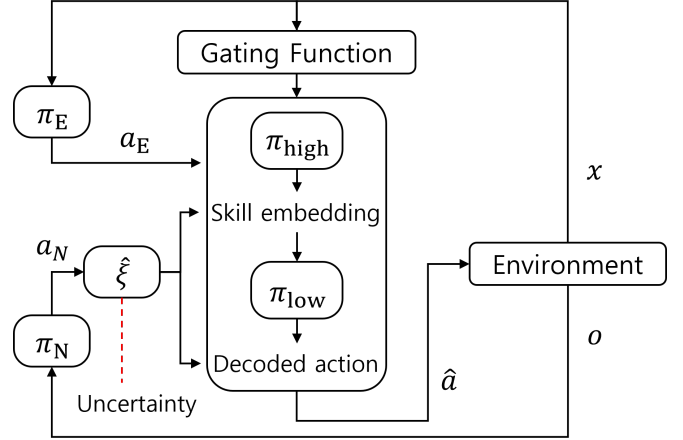 Gating Function
π_E
a_E
π_high
x
Skill embedding
a_N
ξ̂
Environment
π_low
π_N
o
Decoded action
â
Uncertainty